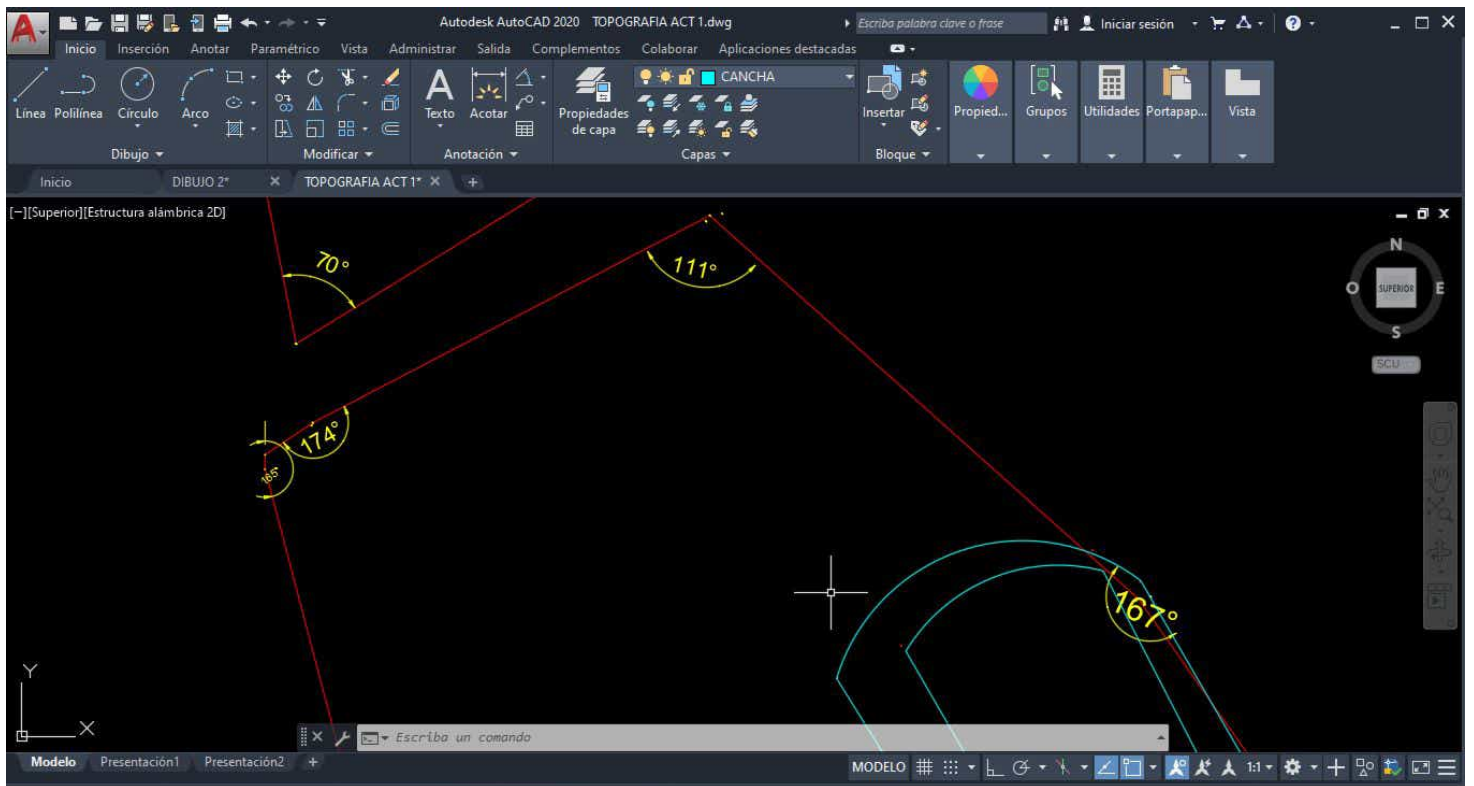 Autodesk AutoCAD 2020 TOPOGRAFIA ACT 1.dwg
Escriba palabra clave o frase
Iniciar sesión
Inicio Inserción Anotar Paramétrico Vista Administrar Salida Complementos Colaborar Aplicaciones destacadas
CANCHA
Línea Polilínea Círculo Arco
Texto Acotar
Propiedades de capa
Insertar
Propied... Grupos Utilidades Portapap... Vista
Dibujo Modificar Anotación Capas Bloque
Inicio DIBUJO 2* TOPOGRAFIA ACT 1*
[−][Superior][Estructura alámbrica 2D]
N
O SUPERIOR E
S
SCU
70°
111°
174°
165°
167°
Y
X
Escriba un comando
Modelo Presentación1 Presentación2 +
MODELO 1:1